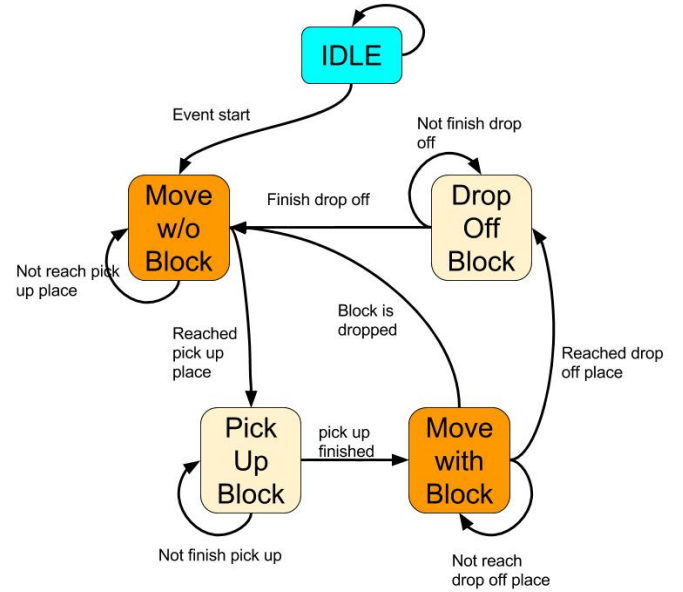 IDLE
Event start
Not finish drop
off
Move
w/o
Block
Finish drop off
Drop
Off
Block
Not reach pick
up place
Reached
pick up
place
Block is
dropped
Reached drop
off place
Pick
Up
Block
pick up
finished
Move
with
Block
Not finish pick up
Not reach
drop off place